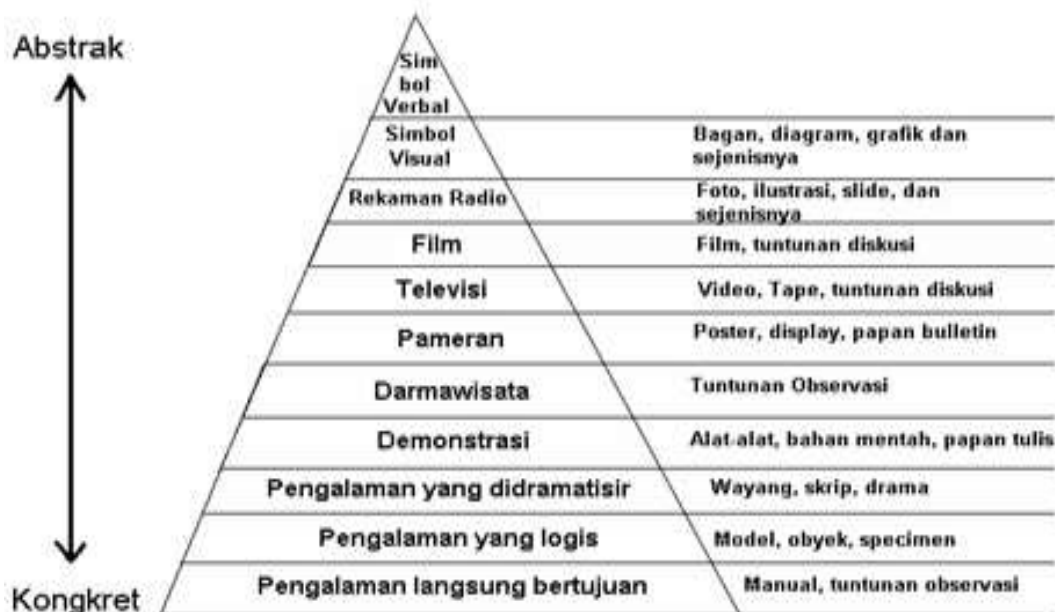 Abstrak
Sim
bol
Verbal
Simbol
Visual
Bagan, diagram, grafik dan
sejenisnya
Rekaman Radio
Foto, ilustrasi, slide, dan
sejenisnya
Film
Film, tuntunan diskusi
Televisi
Video, Tape, tuntunan diskusi
Pameran
Poster, display, papan bulletin
Darmawisata
Tuntunan Observasi
Demonstrasi
Alat-alat, bahan mentah, papan tulis
Pengalaman yang didramatisir
Wayang, skrip, drama
Pengalaman yang logis
Model, obyek, specimen
Kongkret
Pengalaman langsung bertujuan
Manual, tuntunan observasi